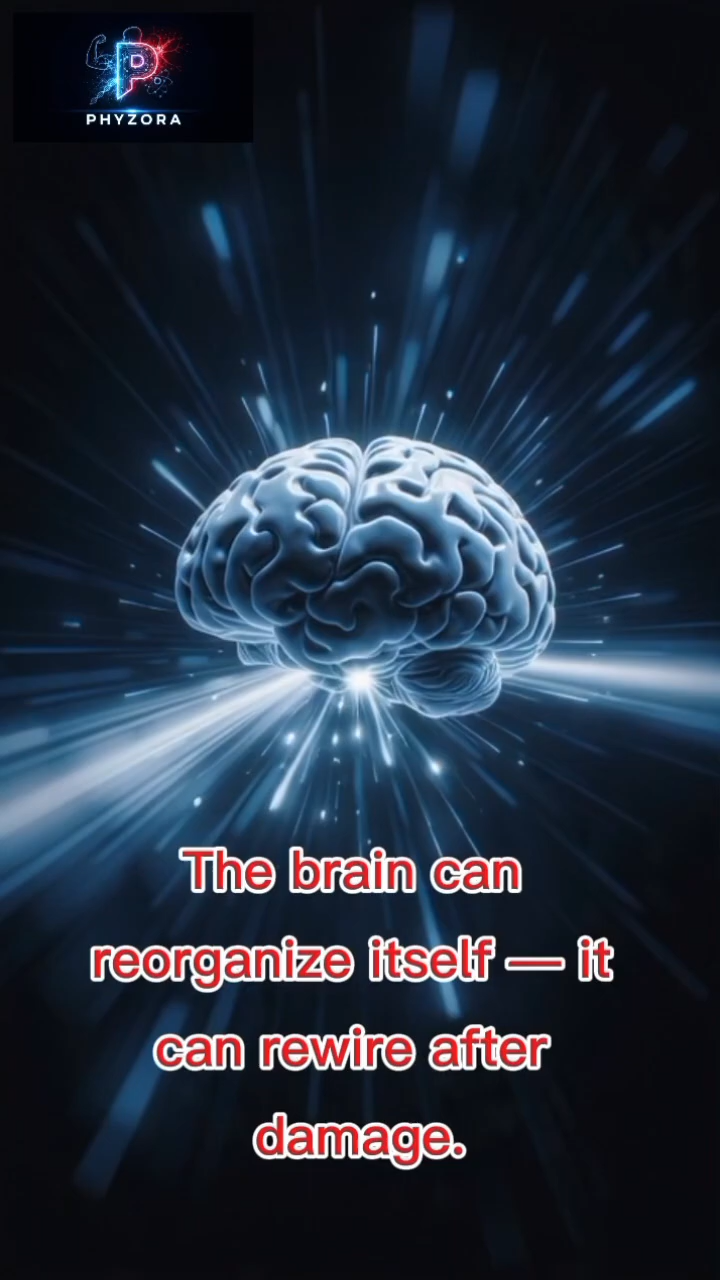 PHYZORA
The brain can
reorganize itself — it
can rewire after
damage.